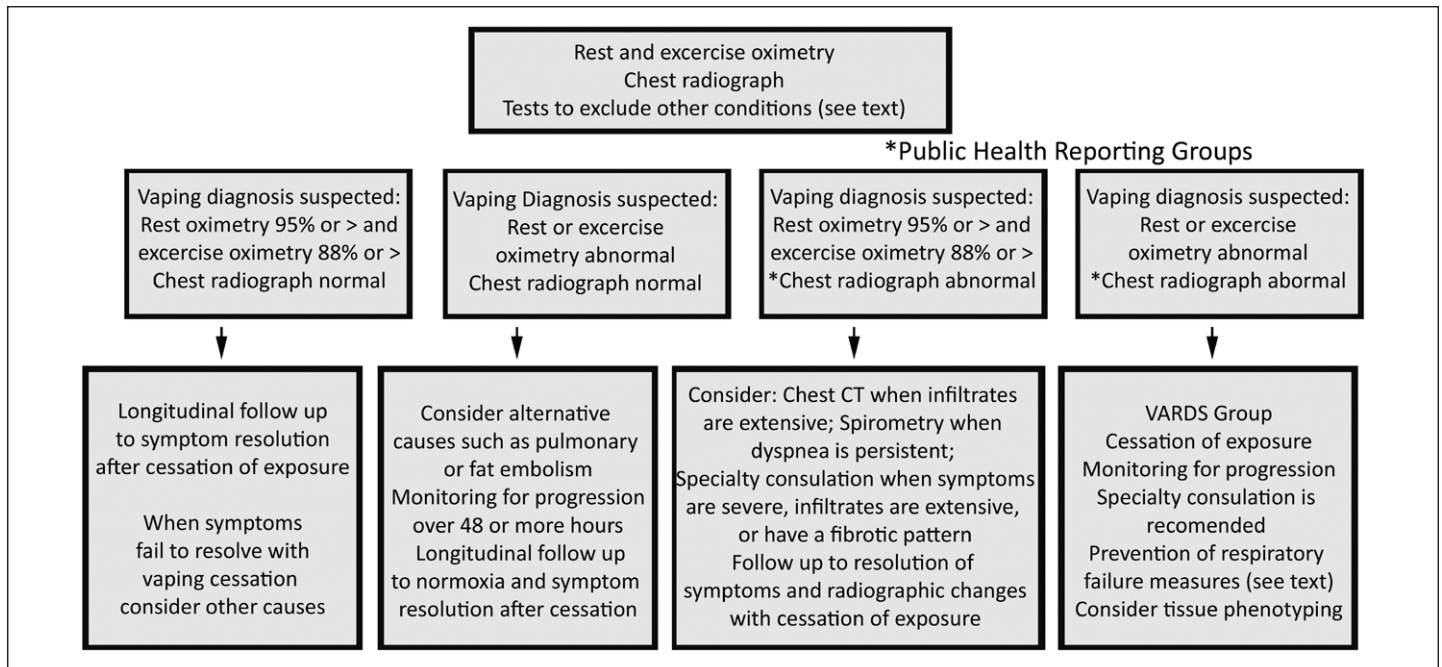 Rest and excercise oximetry
Chest radiograph
Tests to exclude other conditions (see text)
*Public Health Reporting Groups
Vaping diagnosis suspected:
Rest oximetry 95% or > and
excercise oximetry 88% or >
Chest radiograph normal
Vaping Diagnosis suspected:
Rest or excercise
oximetry abnormal
Chest radiograph normal
Vaping diagnosis suspected:
Rest oximetry 95% or > and
excercise oximetry 88% or >
*Chest radiograph abnormal
Vaping diagnosis suspected:
Rest or excercise
oximetry abnormal
*Chest radiograph abormal
Longitudinal follow up
to symptom resolution
after cessation of exposure
When symptoms
fail to resolve with
vaping cessation
consider other causes
Consider alternative
causes such as pulmonary
or fat embolism
Monitoring for progression
over 48 or more hours
Longitudinal follow up
to normoxia and symptom
resolution after cessation
Consider: Chest CT when infiltrates
are extensive; Spirometry when
dyspnea is persistent;
Specialty consulation when symptoms
are severe, infiltrates are extensive,
or have a fibrotic pattern
Follow up to resolution of
symptoms and radiographic changes
with cessation of exposure
VARDS Group
Cessation of exposure
Monitoring for progression
Specialty consulation is
recomended
Prevention of respiratory
failure measures (see text)
Consider tissue phenotyping